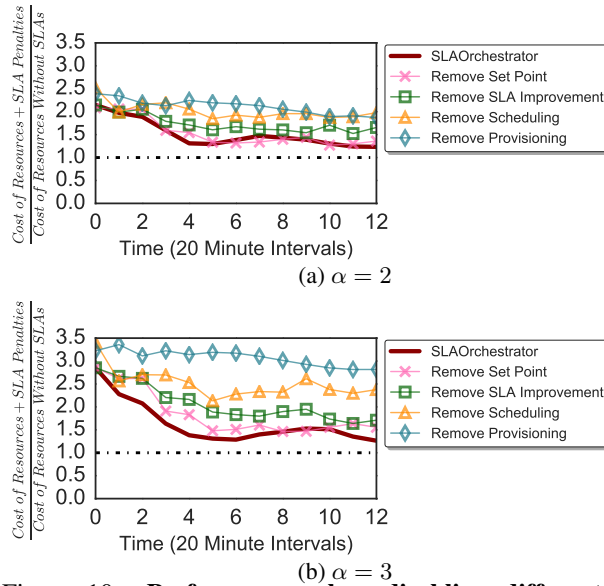 Cost of Resources + SLA Penalties
Cost of Resources Without SLAs
3.5
3.0
2.5
2.0
1.5
1.0
0.5
0.0
0 2 4 6 8 10 12
Time (20 Minute Intervals)
SLAOrchestrator
Remove Set Point
Remove SLA Improvement
Remove Scheduling
Remove Provisioning
(a) α = 2
Cost of Resources + SLA Penalties
Cost of Resources Without SLAs
3.5
3.0
2.5
2.0
1.5
1.0
0.5
0.0
0 2 4 6 8 10 12
Time (20 Minute Intervals)
SLAOrchestrator
Remove Set Point
Remove SLA Improvement
Remove Scheduling
Remove Provisioning
(b) α = 3